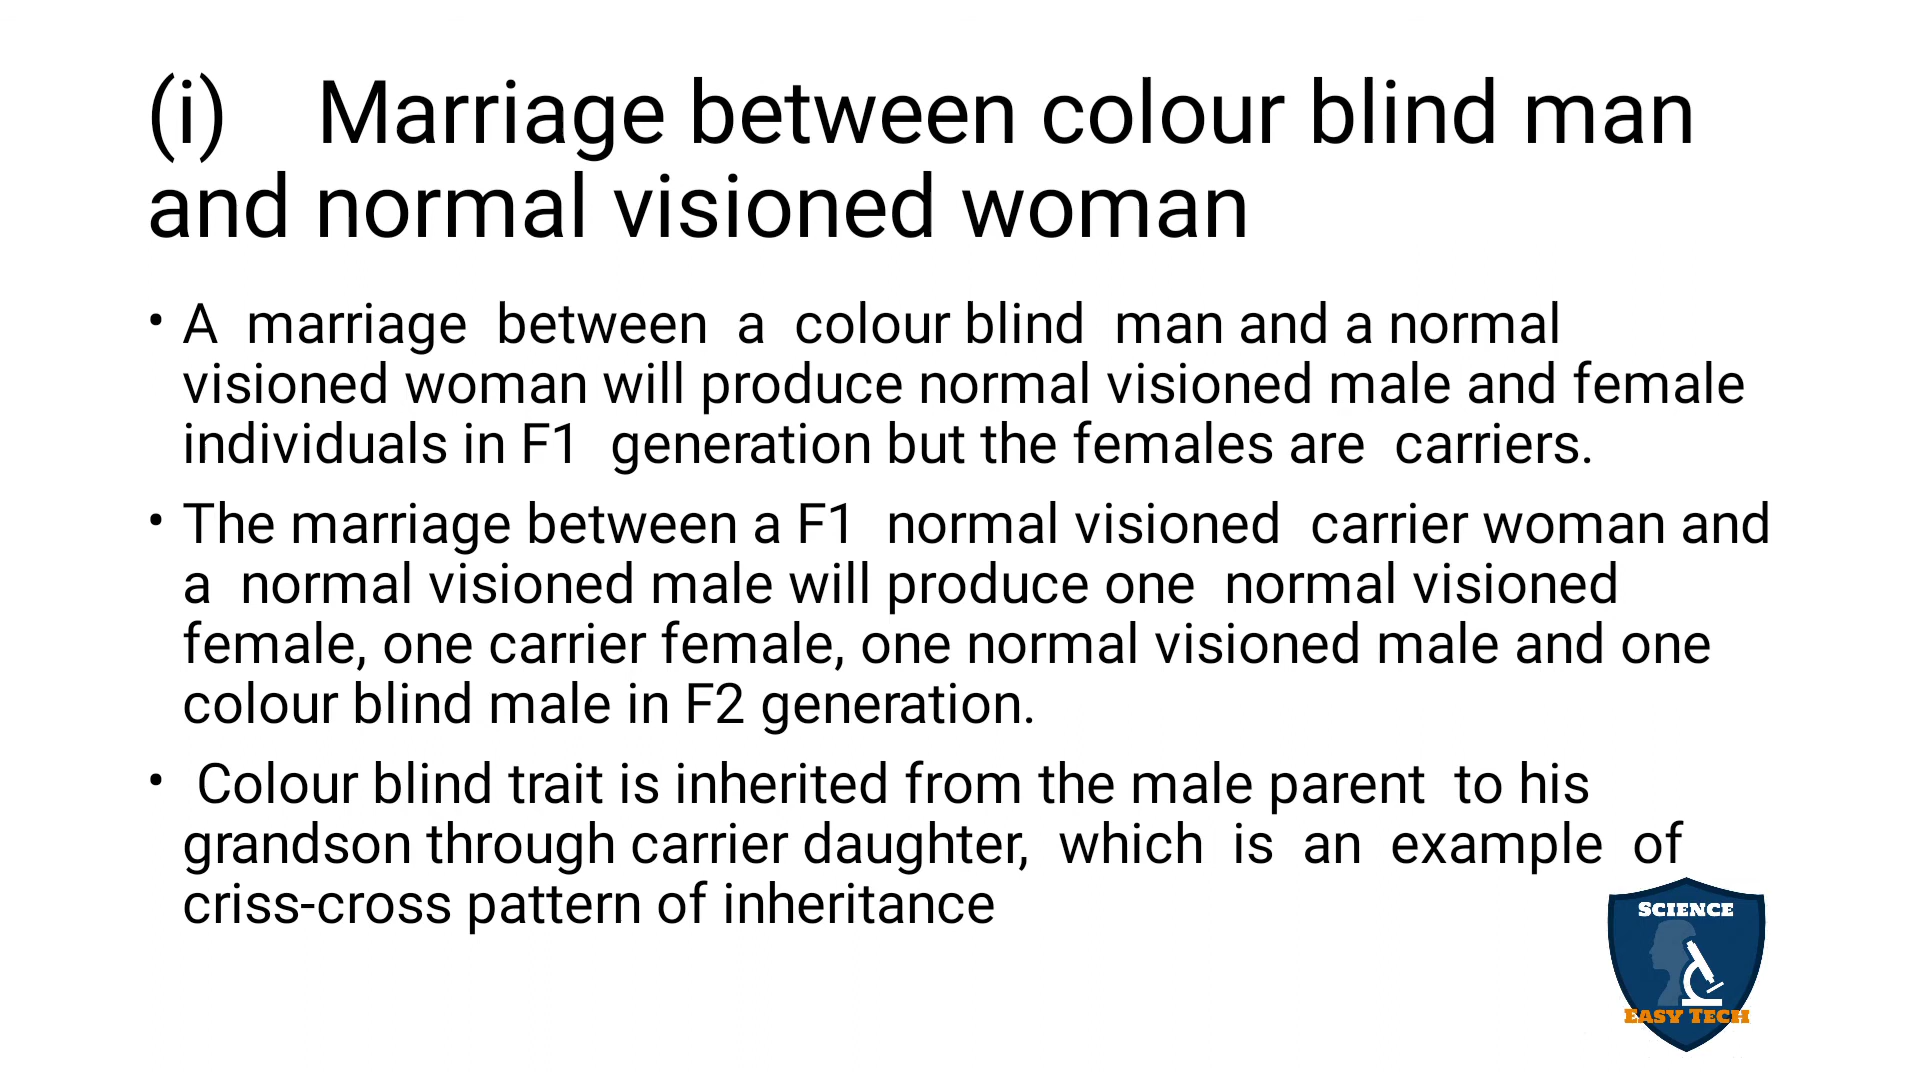 (i) Marriage between colour blind man
and normal visioned woman
• A marriage between a colour blind man and a normal
visioned woman will produce normal visioned male and female
individuals in F1 generation but the females are carriers.
• The marriage between a F1 normal visioned carrier woman and
a normal visioned male will produce one normal visioned
female, one carrier female, one normal visioned male and one
colour blind male in F2 generation.
• Colour blind trait is inherited from the male parent to his
grandson through carrier daughter, which is an example of
criss-cross pattern of inheritance
SCIENCE
EASY TECH